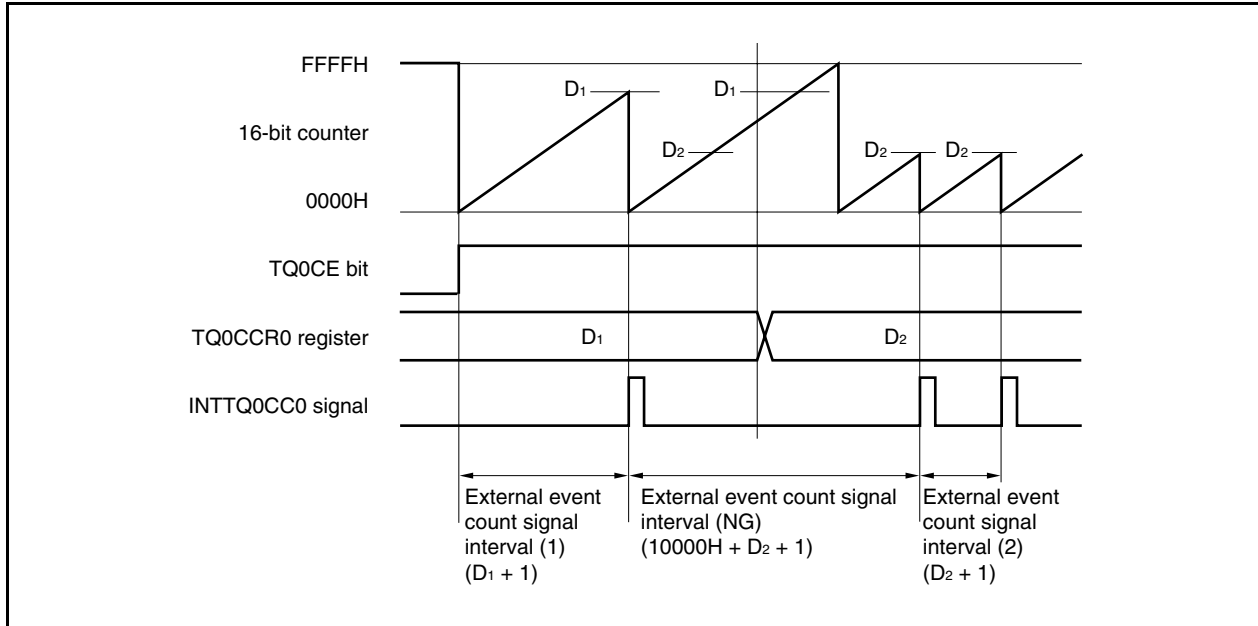 FFFFH
D1
D1
16-bit counter
D2
D2
D2
0000H
TQ0CE bit
TQ0CCR0 register
D1
D2
INTTQ0CC0 signal
External event
count signal
interval (1)
(D1 + 1)
External event count signal
interval (NG)
(10000H + D2 + 1)
External event
count signal
interval (2)
(D2 + 1)